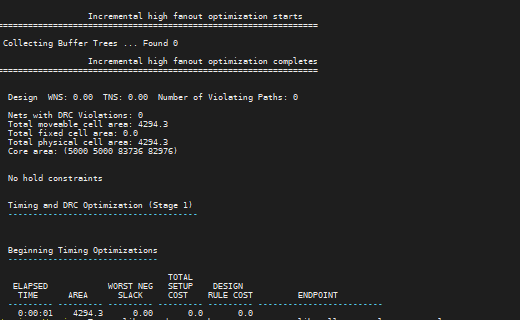 Incremental high fanout optimization starts
================================================================
Collecting Buffer Trees ... Found 0
Incremental high fanout optimization completes
================================================================
Design  WNS: 0.00  TNS: 0.00  Number of Violating Paths: 0
Nets with DRC Violations: 0
Total moveable cell area: 4294.3
Total fixed cell area: 0.0
Total physical cell area: 4294.3
Core area: (5000 5000 83736 82976)
No hold constraints
Timing and DRC Optimization (Stage 1)
--------------------------------------
Beginning Timing Optimizations
------------------------------
TOTAL
ELAPSED WORST NEG SETUP DESIGN
TIME AREA SLACK COST RULE COST ENDPOINT
--------- --------- --------- --------- --------- -------------------------
0:00:01 4294.3 0.00 0.0 0.0